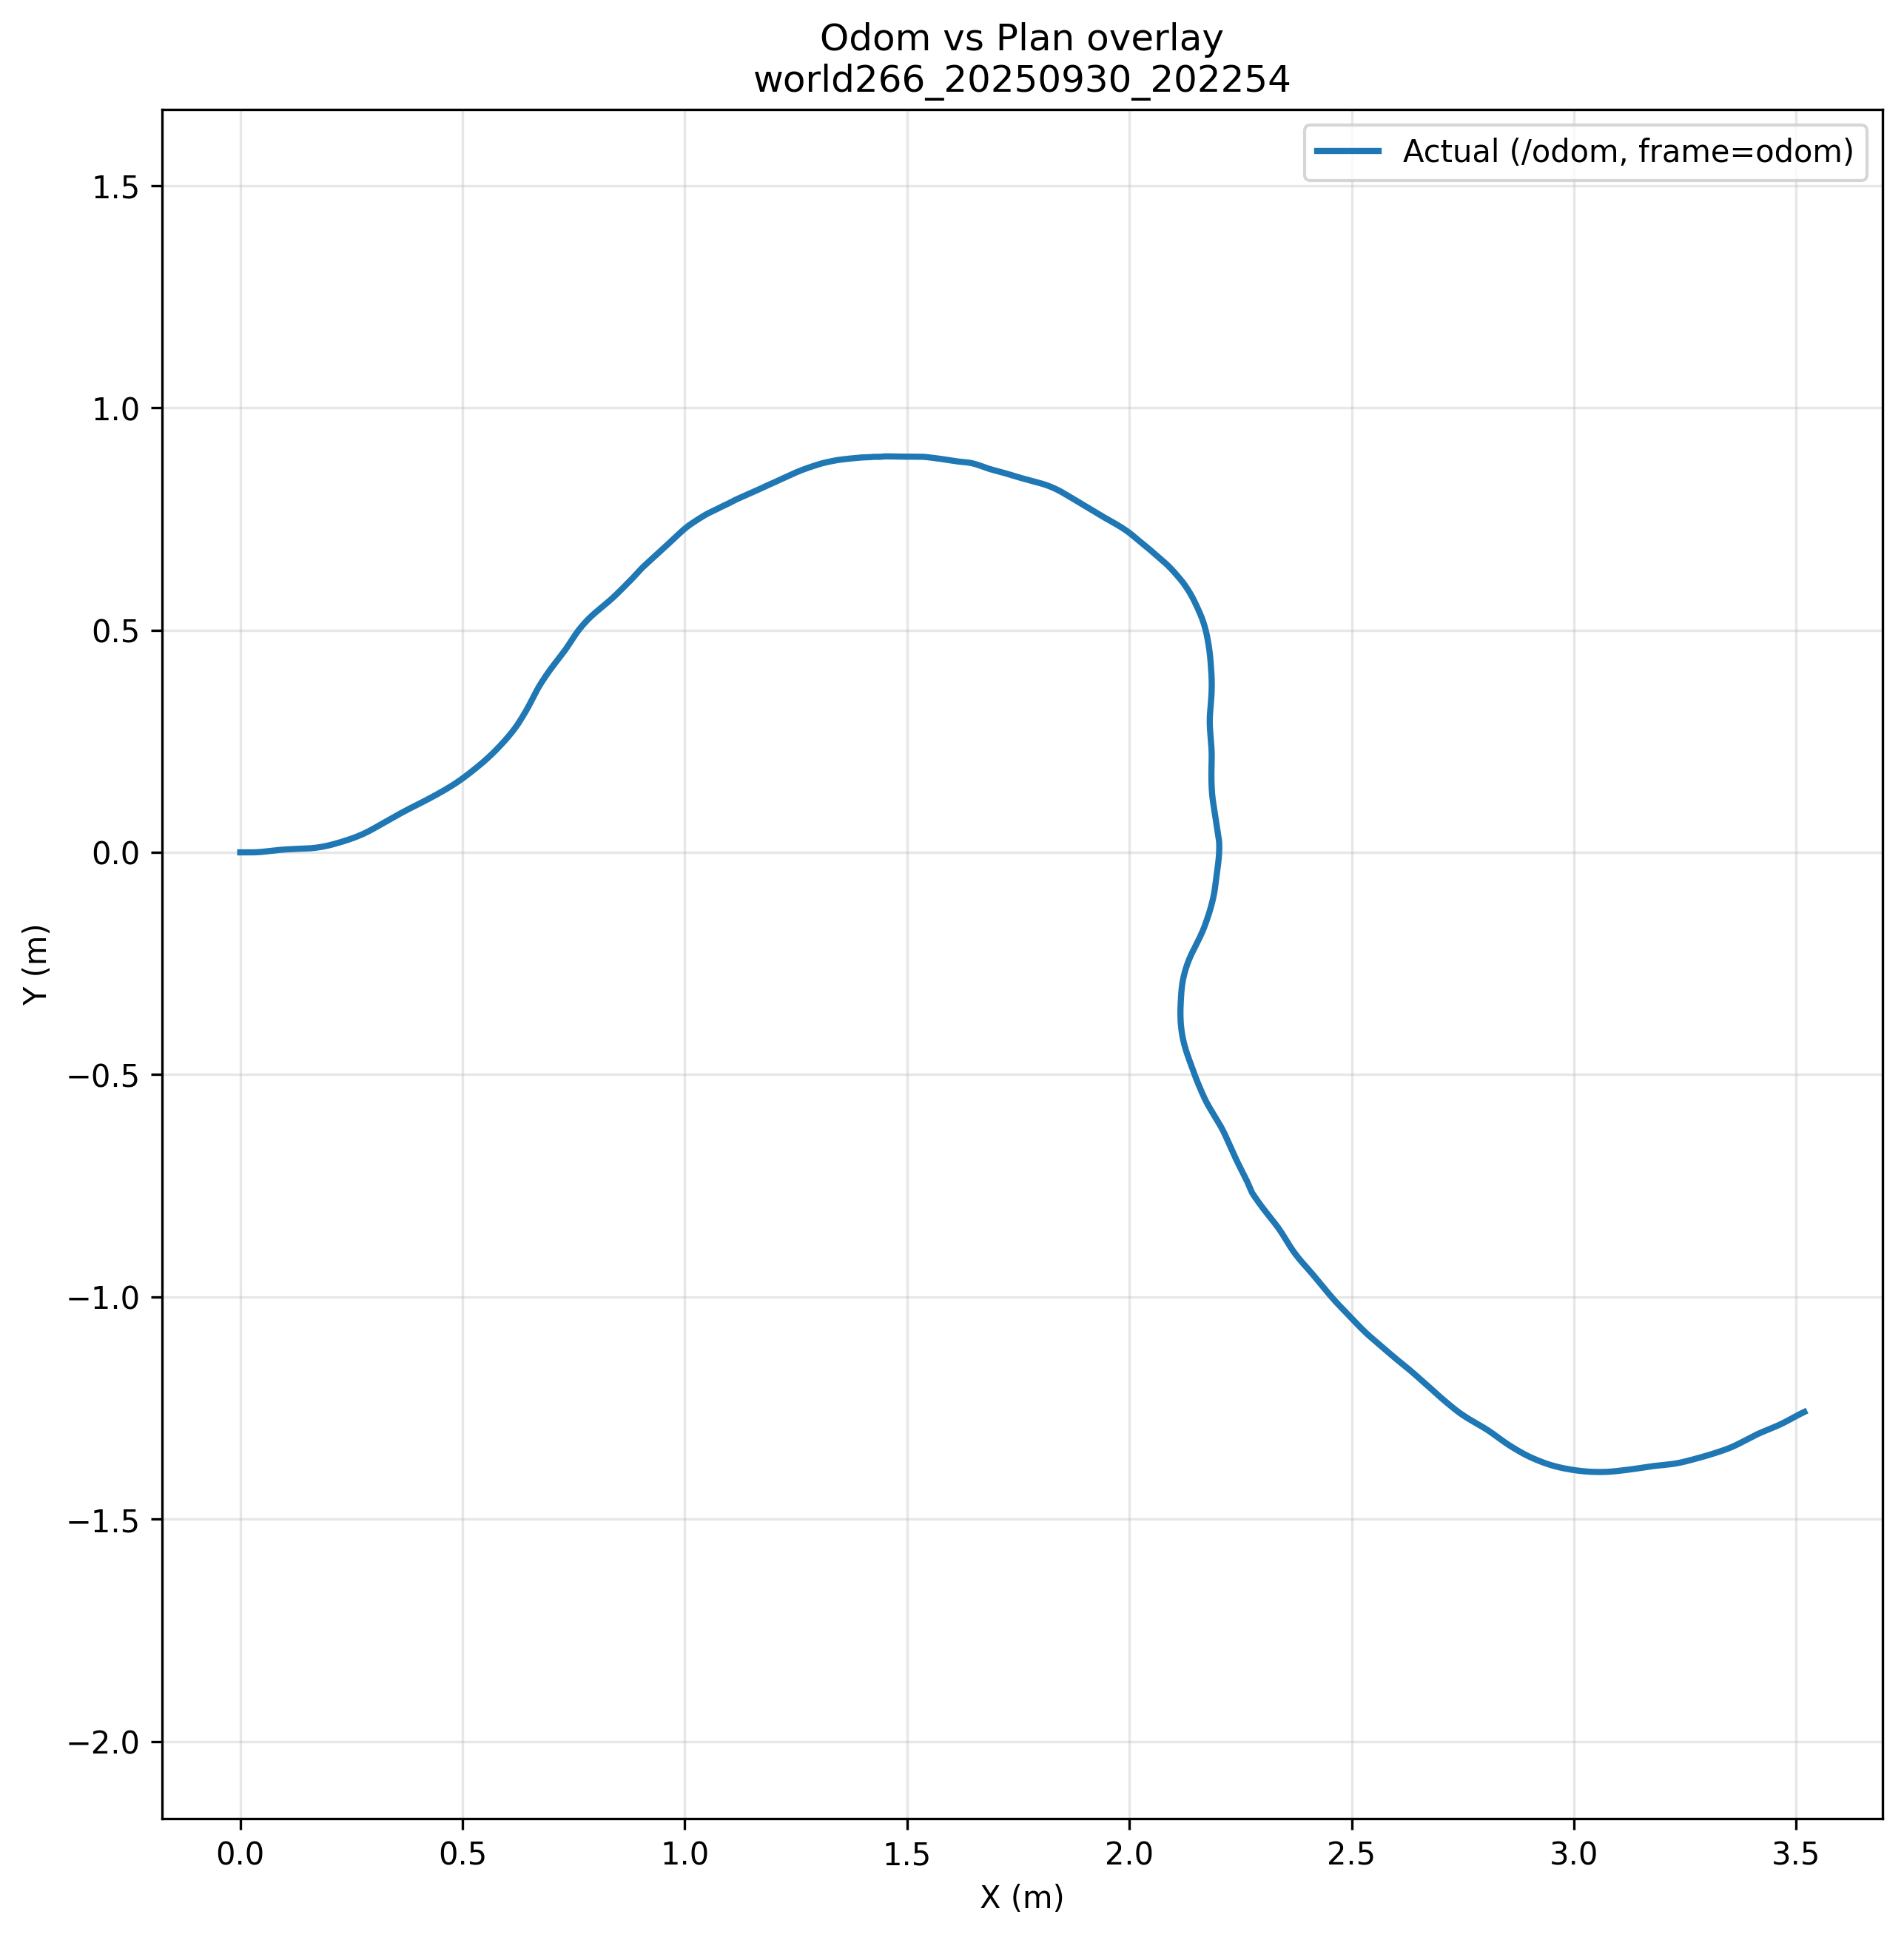 Odom vs Plan overlay
world266_20250930_202254
Actual (/odom, frame=odom)
1.5
1.0
0.5
0.0
−0.5
−1.0
−1.5
−2.0
Y (m)
0.0 0.5 1.0 1.5 2.0 2.5 3.0 3.5
X (m)